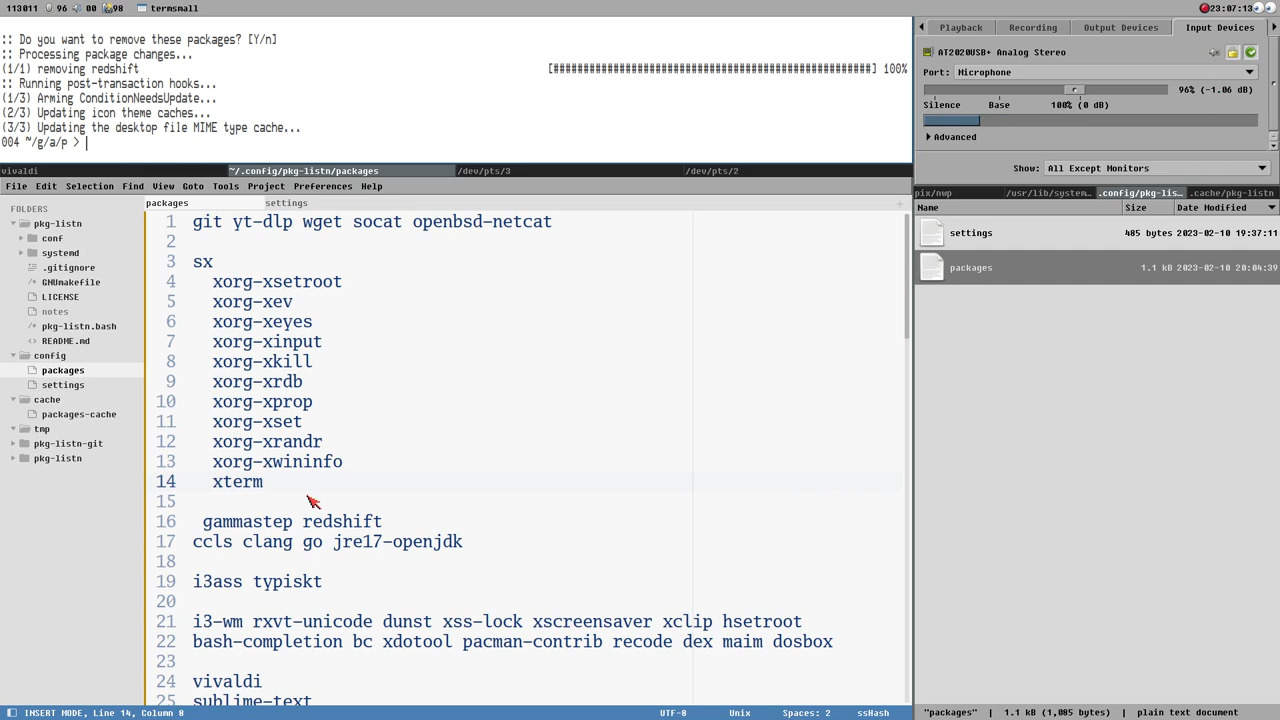 113011 96 00 98 termsmall
23:07:13
:: Do you want to remove these packages? [Y/n]
:: Processing package changes...
(1/1) removing redshift [######################################################] 100%
:: Running post-transaction hooks...
(1/3) Arming ConditionNeedsUpdate...
(2/3) Updating icon theme caches...
(3/3) Updating the desktop file MIME type cache...
004 ~/g/a/p >
Playback Recording Output Devices Input Devices
AT2020USB+ Analog Stereo
Port: Microphone
96% (-1.06 dB)
Silence Base 100% (0 dB)
Advanced
Show: All Except Monitors
vivaldi ~/.config/pkg-listn/packages /dev/pts/3 /dev/pts/2
File Edit Selection Find View Goto Tools Project Preferences Help
FOLDERS
pkg-listn
conf
systemd
.gitignore
GNUmakefile
LICENSE
notes
pkg-listn.bash
README.md
config
packages
settings
cache
packages-cache
tmp
pkg-listn-git
pkg-listn
packages settings
1 git yt-dlp wget socat openbsd-netcat
2
3 sx
4 xorg-xsetroot
5 xorg-xev
6 xorg-xeyes
7 xorg-xinput
8 xorg-xkill
9 xorg-xrdb
10 xorg-xprop
11 xorg-xset
12 xorg-xrandr
13 xorg-xwininfo
14 xterm
15
16 gammastep redshift
17 ccls clang go jre17-openjdk
18
19 i3ass typiskt
20
21 i3-wm rxvt-unicode dunst xss-lock xscreensaver xclip hsetroot
22 bash-completion bc xdotool pacman-contrib recode dex maim dosbox
23
24 vivaldi
25 sublime-text
INSERT MODE, Line 14, Column 8 UTF-8 Unix Spaces: 2 ssHash
pix/nwp /usr/lib/system… .config/pkg-lis… .cache/pkg-listn
Name Size Date Modified
settings 485 bytes 2023-02-10 19:37:11
packages 1.1 kB 2023-02-10 20:04:39
"packages" | 1.1 kB (1,085 bytes) | plain text document